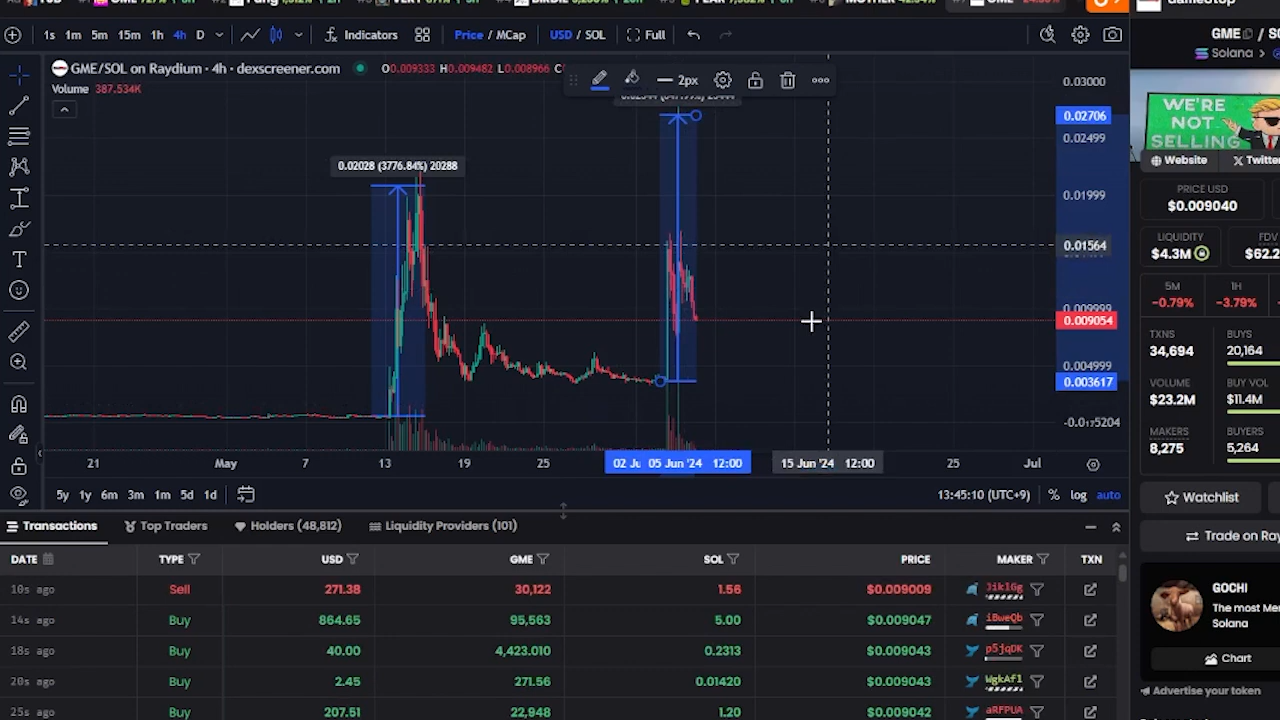 1s 1m 5m 15m 1h 4h D Indicators Price / MCap USD / SOL Full
GME/SOL on Raydium · 4h · dexscreener.com O0.009333 H0.009482 L0.008966 C
Volume 387.534K
2px
0.02028 (3776.84%) 20288
0.03000
0.02706
0.02499
0.01999
0.01564
0.009999
0.009054
0.004999
0.003617
21 May 7 13 19 25 02 Ju 05 Jun '24 12:00 15 Jun '24 12:00 25 Jul
5y 1y 6m 3m 1m 5d 1d 13:45:10 (UTC+9) % log auto
Transactions Top Traders Holders (48,812) Liquidity Providers (101)
DATE TYPE USD GME SOL PRICE MAKER TXN
10s ago Sell 271.38 30,122 1.56 $0.009009
14s ago Buy 864.65 95,563 5.00 $0.009047 iBweQb
18s ago Buy 40.00 4,423.010 0.2313 $0.009043 p5jqDK
20s ago Buy 2.45 271.56 0.01420 $0.009043 WgkAf1
25s ago Buy 207.51 22,948 1.20 $0.009042 aRFPUA
GME / S
Solana >
WE'RE
NOT
SELLING
Website Twitte
PRICE USD
$0.009040
LIQUIDITY FDV
$4.3M $62.2
5M 1H
-0.79% -3.79%
TXNS BUYS
34,694 20,164
VOLUME BUY VOL
$23.2M $11.4M
MAKERS BUYERS
8,275 5,264
Watchlist
Trade on Ray
GOCHI
The most Me
Solana
Chart
Advertise your token